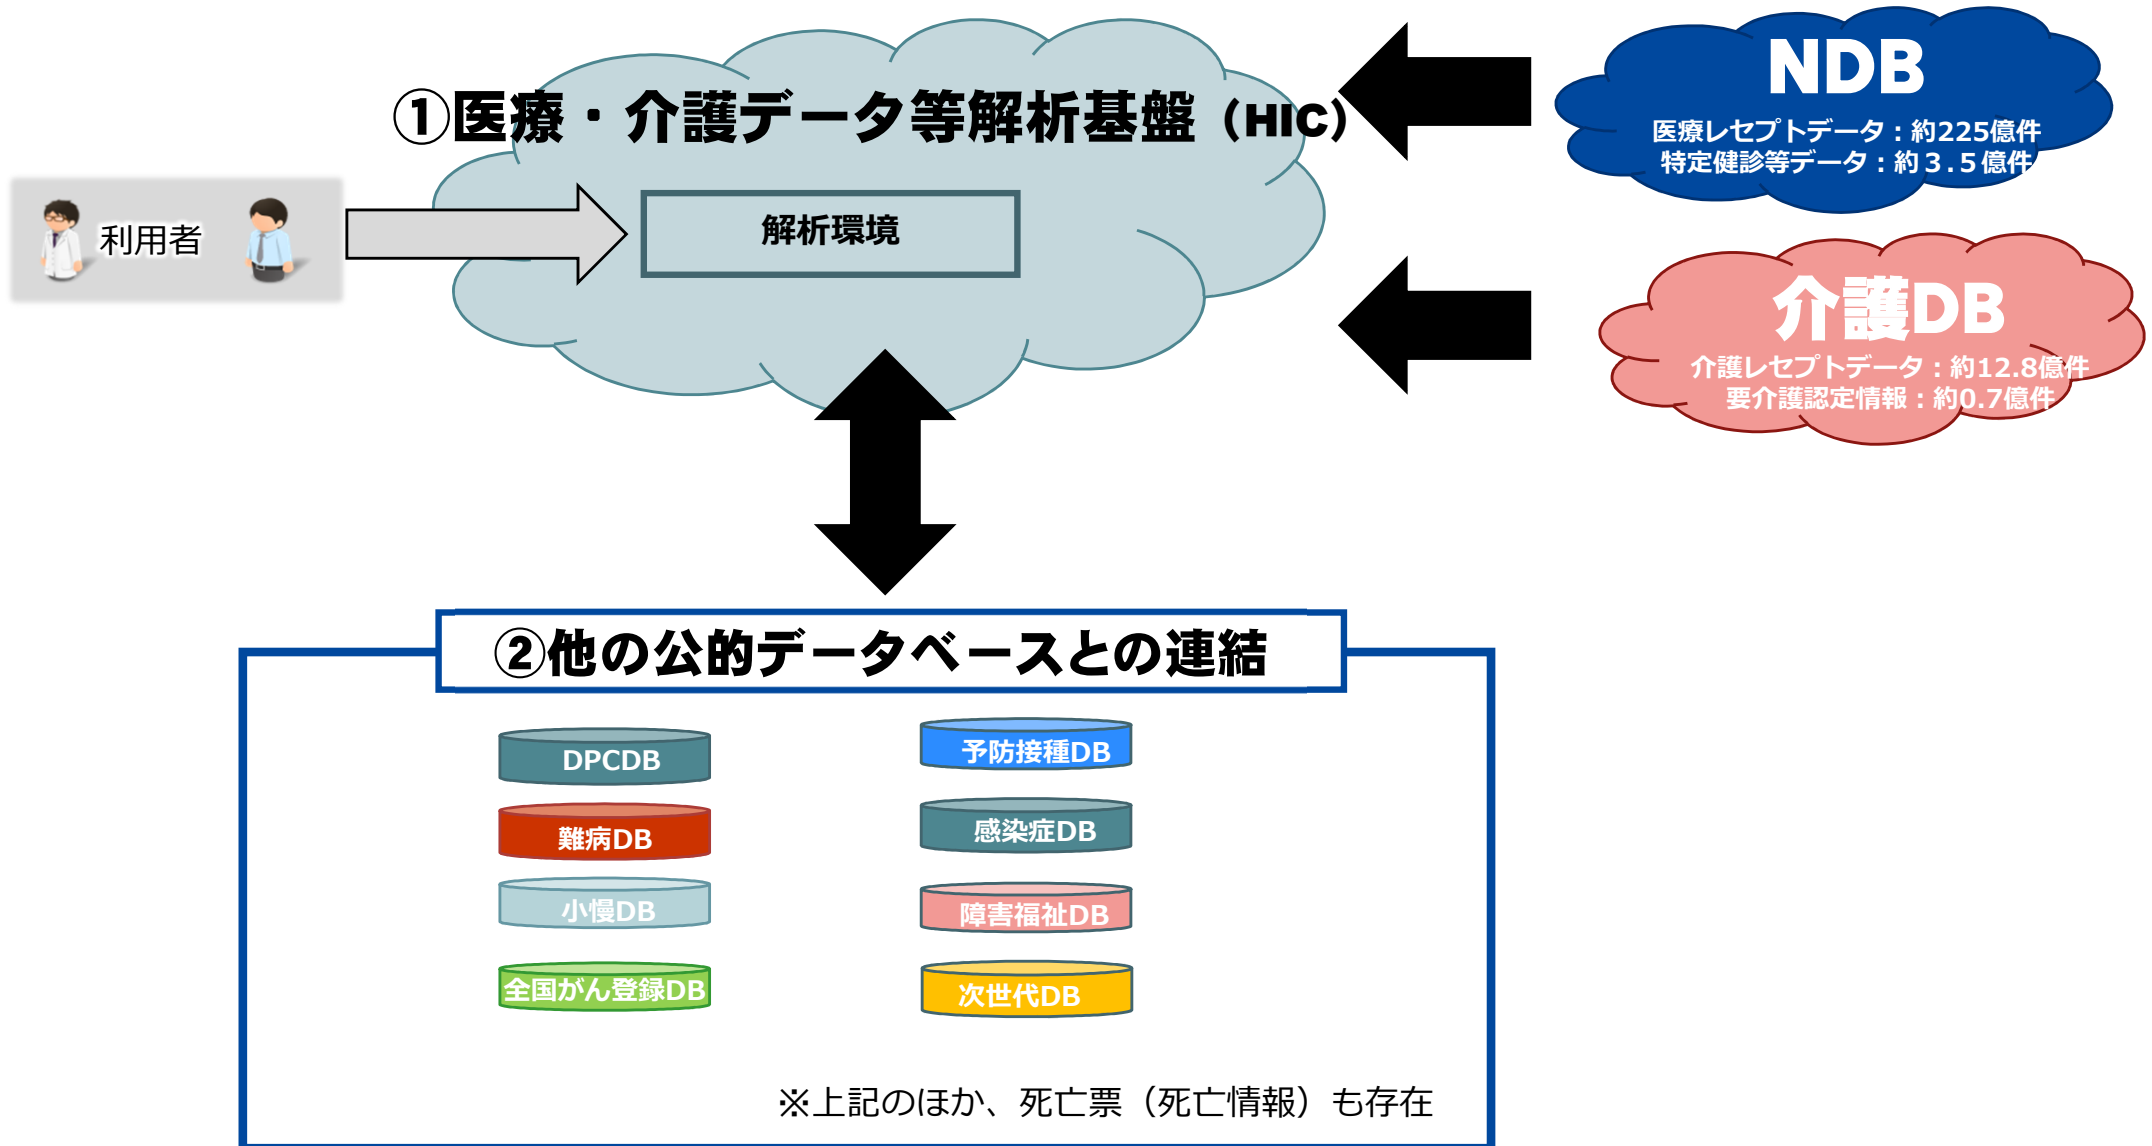 ①医療・介護データ等解析基盤（HIC）
NDB
医療レセプトデータ：約225億件
特定健診等データ：約３.５億件
利用者
解析環境
介護DB
介護レセプトデータ：約12.8億件
要介護認定情報：約0.7億件
②他の公的データベースとの連結
DPCDB
予防接種DB
難病DB
感染症DB
小慢DB
障害福祉DB
全国がん登録DB
次世代DB
※上記のほか、死亡票（死亡情報）も存在